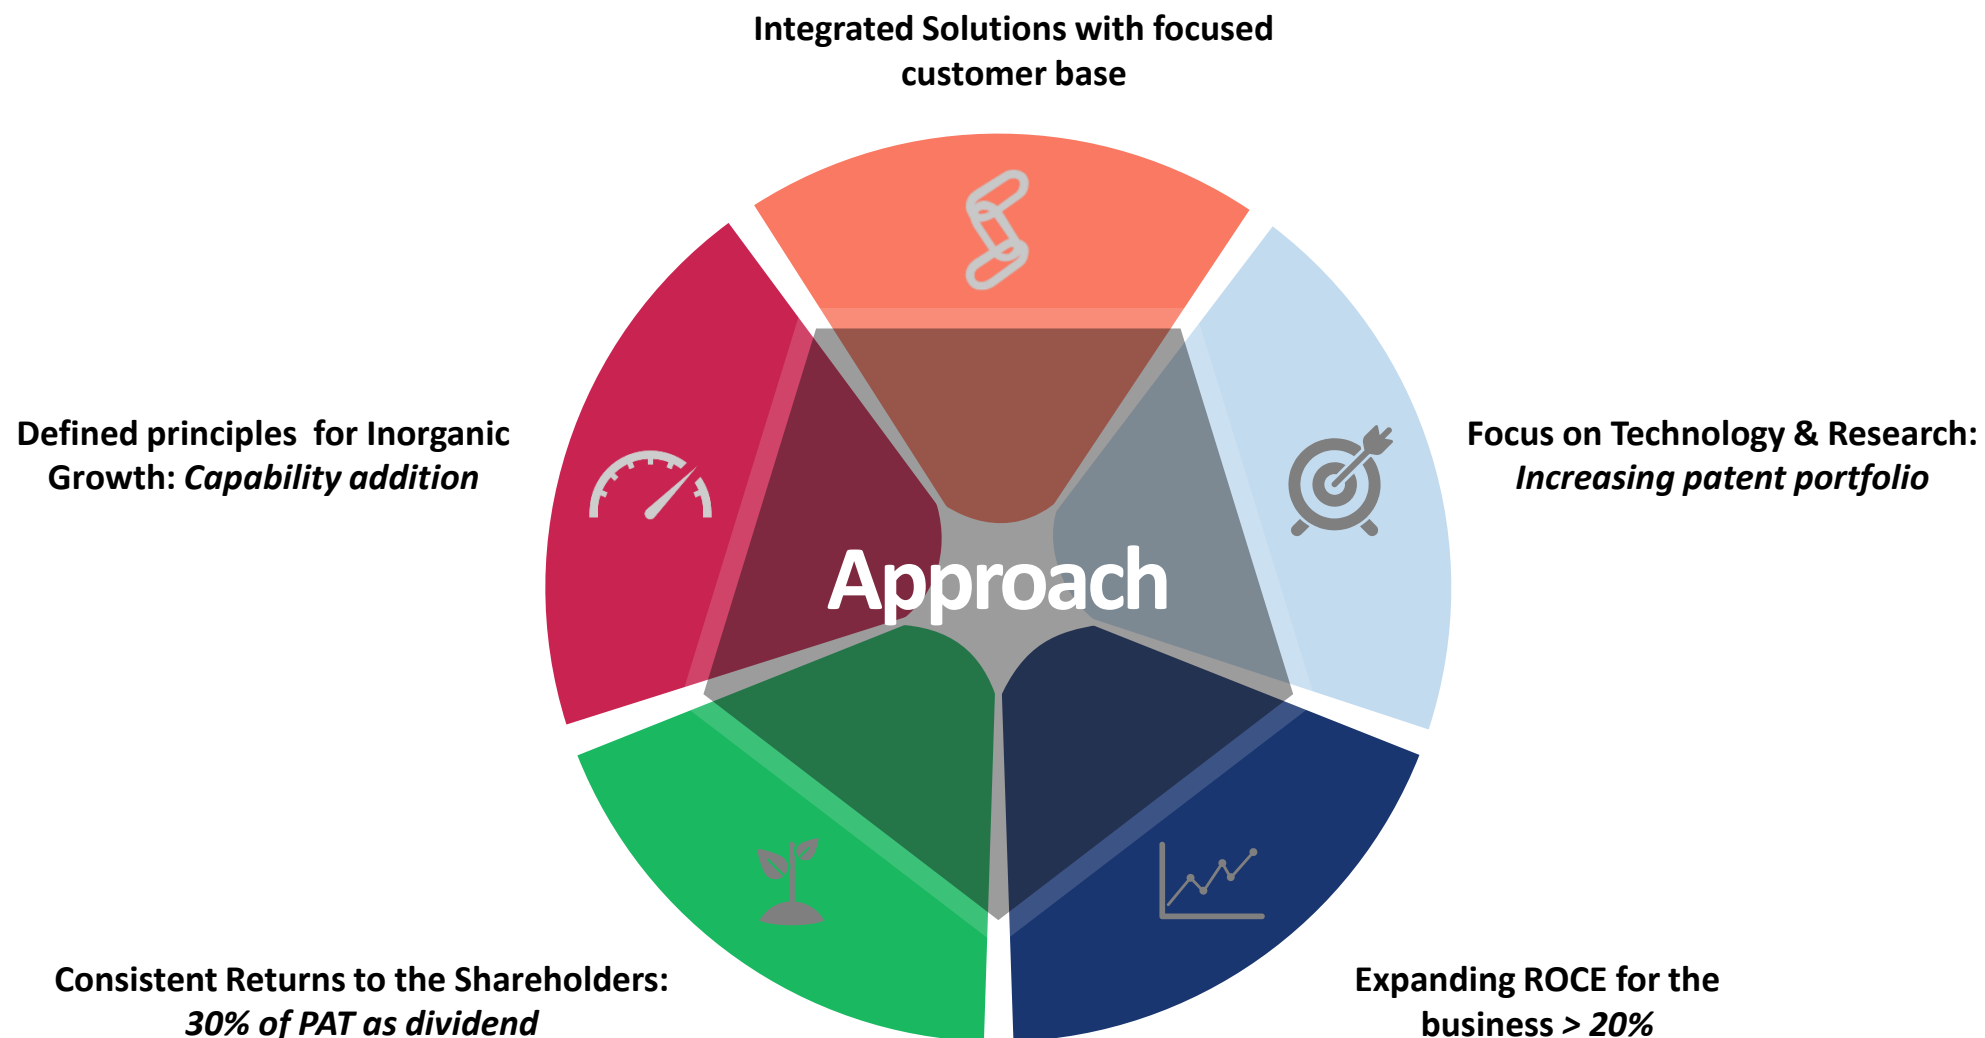 Integrated Solutions with focused
customer base
Defined principles  for Inorganic
Growth: Capability addition
Focus on Technology & Research:
Increasing patent portfolio
Approach
Consistent Returns to the Shareholders:
30% of PAT as dividend
Expanding ROCE for the
business > 20%